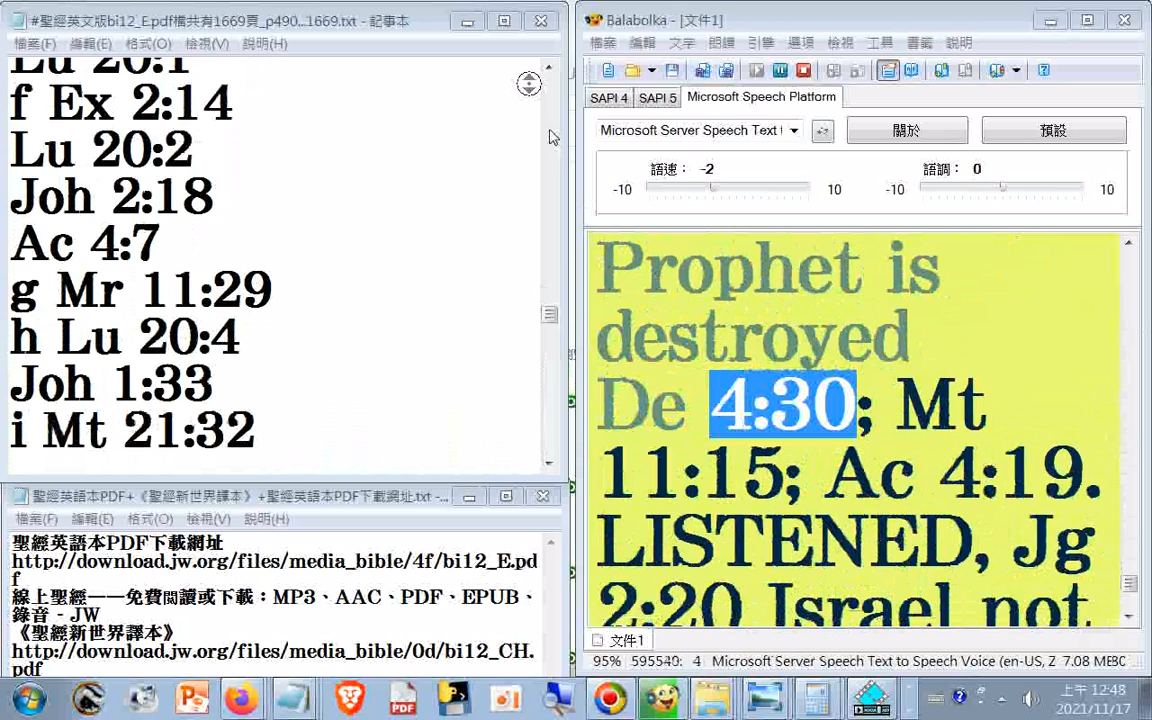 #聖經英文版bi12_E.pdf檔共有1669頁_p490...1669.txt - 記事本
檔案(F) 編輯(E) 格式(O) 檢視(V) 說明(H)
Lu 20:1
f Ex 2:14
Lu 20:2
Joh 2:18
Ac 4:7
g Mr 11:29
h Lu 20:4
Joh 1:33
i Mt 21:32
聖經英語本PDF+《聖經新世界譯本》+聖經英語本PDF下載網址.txt -...
檔案(F) 編輯(E) 格式(O) 檢視(V) 說明(H)
聖經英語本PDF下載網址
http://download.jw.org/files/media_bible/4f/bi12_E.pd
f
線上聖經——免費閱讀或下載：MP3、AAC、PDF、EPUB、
錄音 - JW
《聖經新世界譯本》
http://download.jw.org/files/media_bible/0d/bi12_CH.
pdf
Balabolka - [文件1]
檔案 編輯 文字 朗讀 引擎 選項 檢視 工具 書籤 說明
SAPI 4 SAPI 5 Microsoft Speech Platform
Microsoft Server Speech Text 關於 預設
語速： -2 語調： 0
-10 10 -10 10
Prophet is
destroyed
De 4:30; Mt
11:15; Ac 4:19.
LISTENED, Jg
2:20 Israel not
文件1
95% 595540: 4 Microsoft Server Speech Text to Speech Voice (en-US, Z 7.08 МЕВС
上午 12:48
2021/11/17